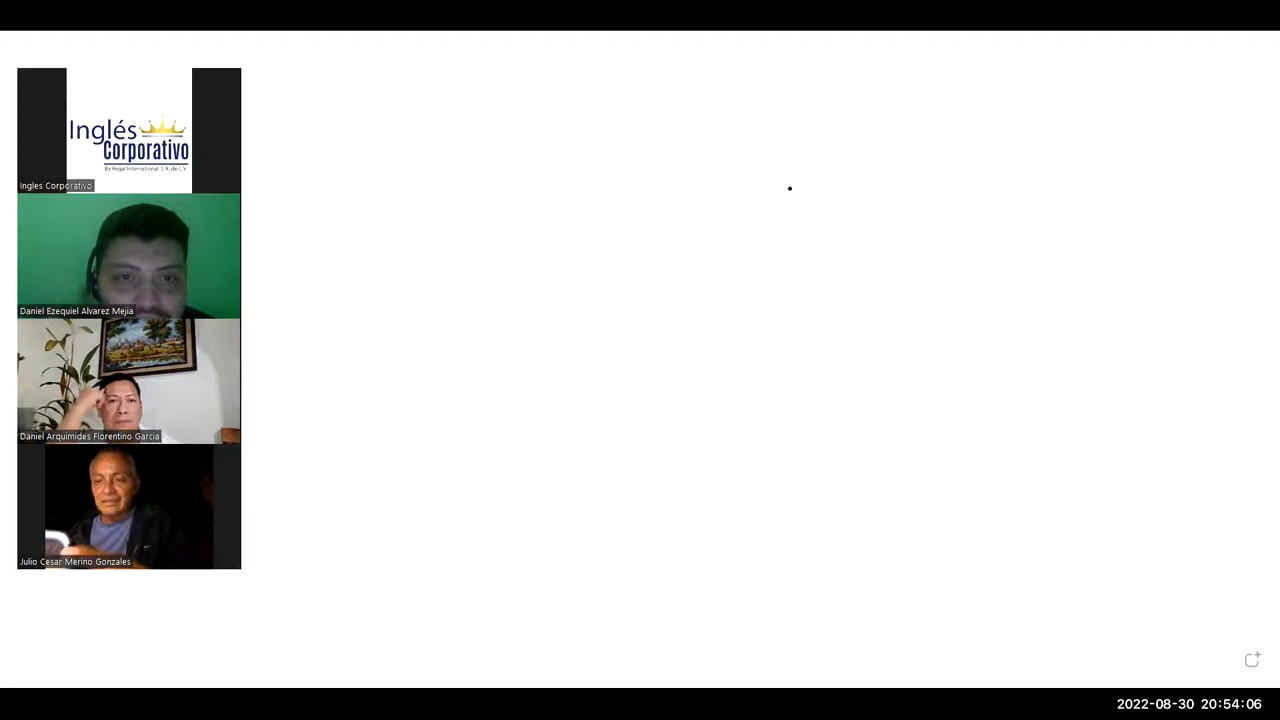 Inglés
Corporativo
By Regal International, S.A. de C.V.
Ingles Corporativo
Daniel Ezequiel Alvarez Mejia
Daniel Arquimides Florentino Garcia
Julio Cesar Merino Gonzales
2022-08-30 20:54:06